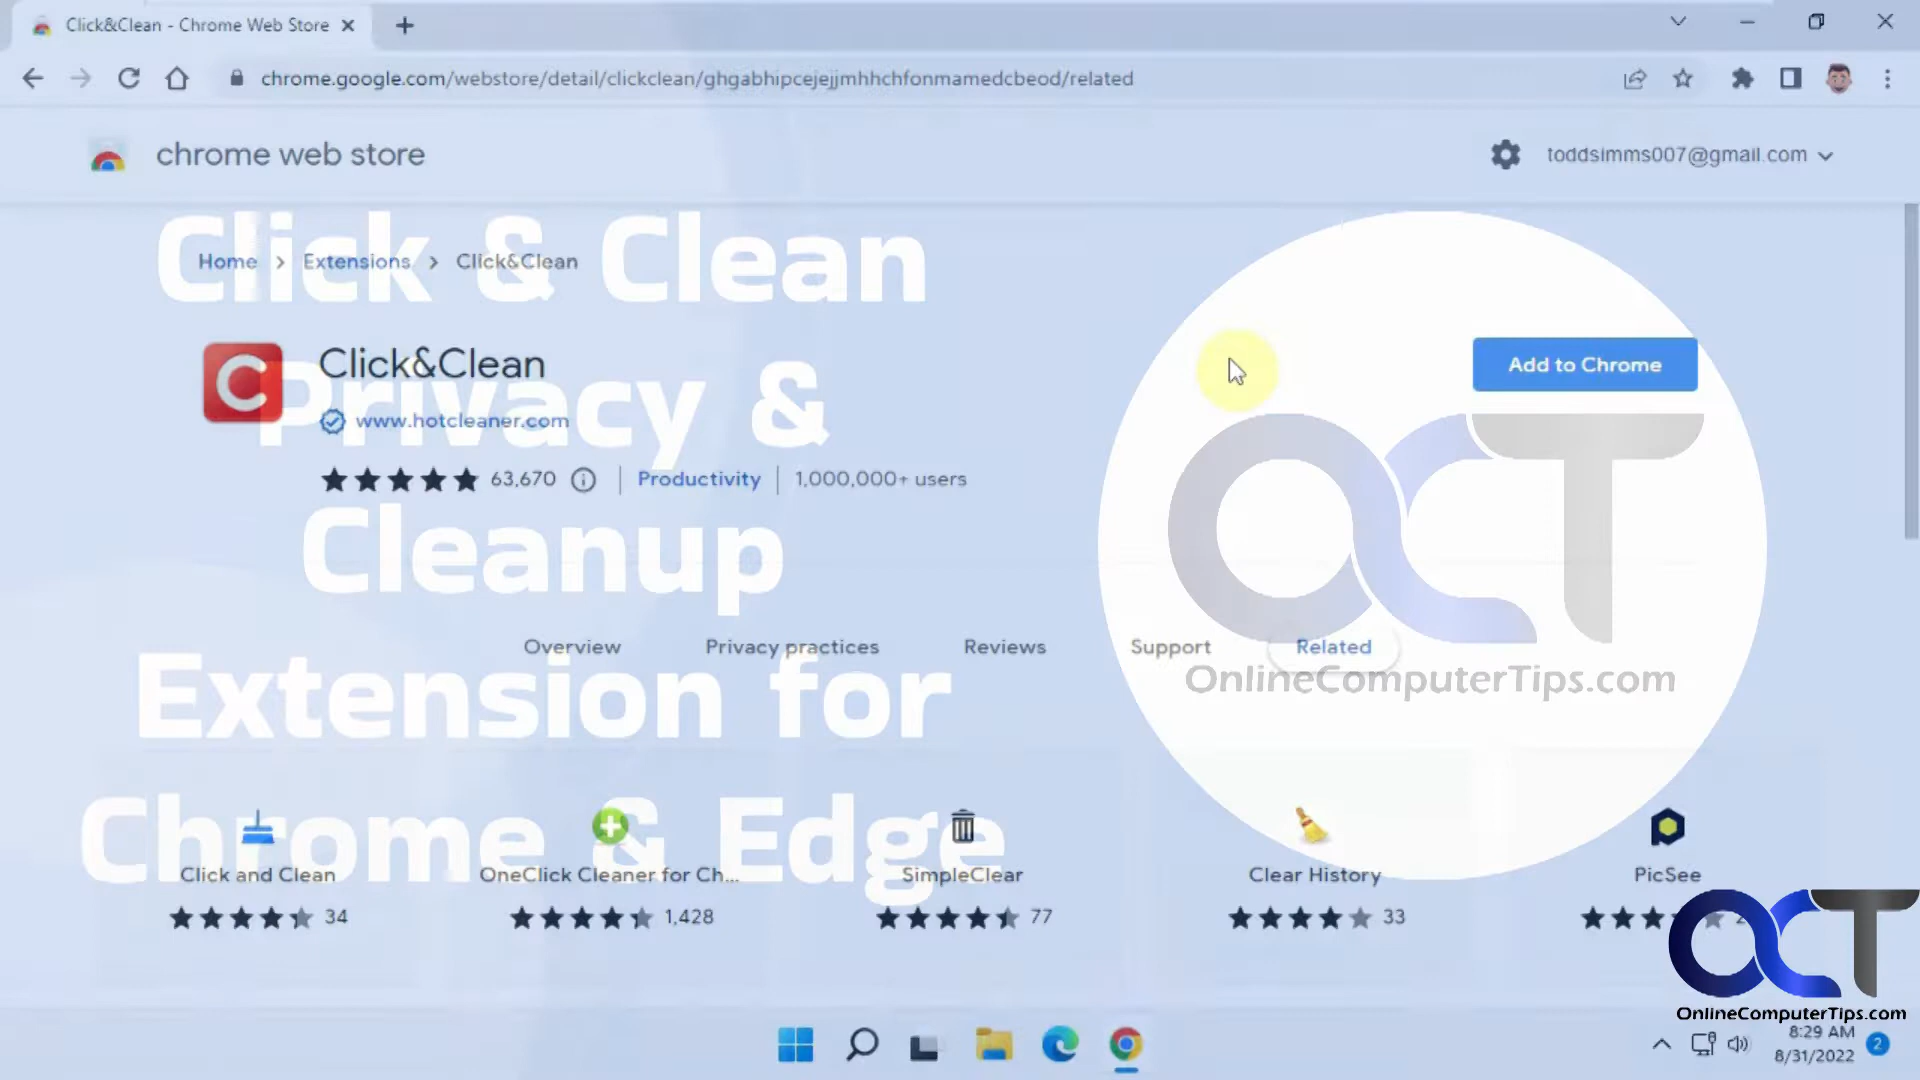 Click&Clean - Chrome Web Store
chrome.google.com/webstore/detail/clickclean/ghgabhipcejejjmhhchfonmamedcbeod/related
chrome web store
toddsimms007@gmail.com
Click & Clean
Privacy &
Cleanup
Extension for
Chrome & Edge
Home > Extensions > Click&Clean
Click&Clean
Add to Chrome
www.hotcleaner.com
63,670
Productivity
1,000,000+ users
OCT
OnlineComputerTips.com
Overview
Privacy practices
Reviews
Support
Related
Click and Clean
OneClick Cleaner for Ch...
SimpleClear
Clear History
PicSee
34
1,428
77
33
OCT
OnlineComputerTips.com
8:29 AM
8/31/2022
2